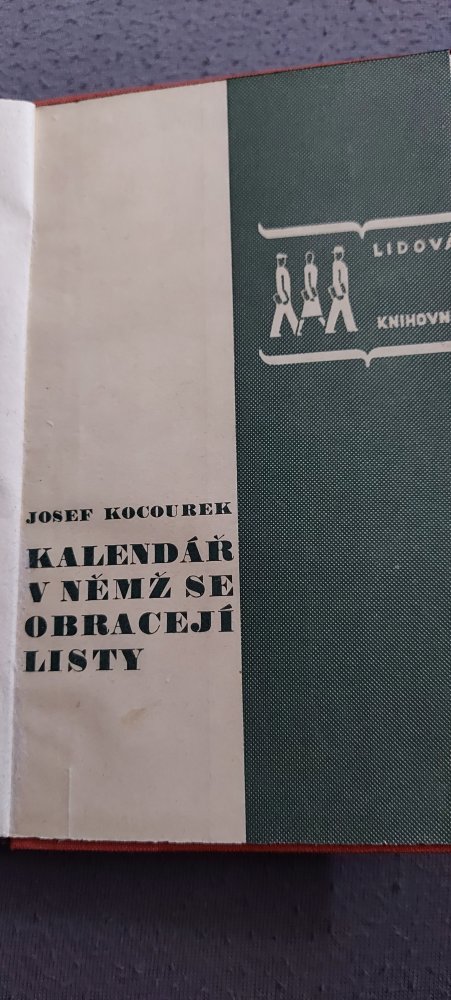 LIDOVÁ
KNIHOVN
JOSEF KOCOUREK
KALENDÁŘ
V NĚMŽ SE
OBRACEJÍ
LISTY